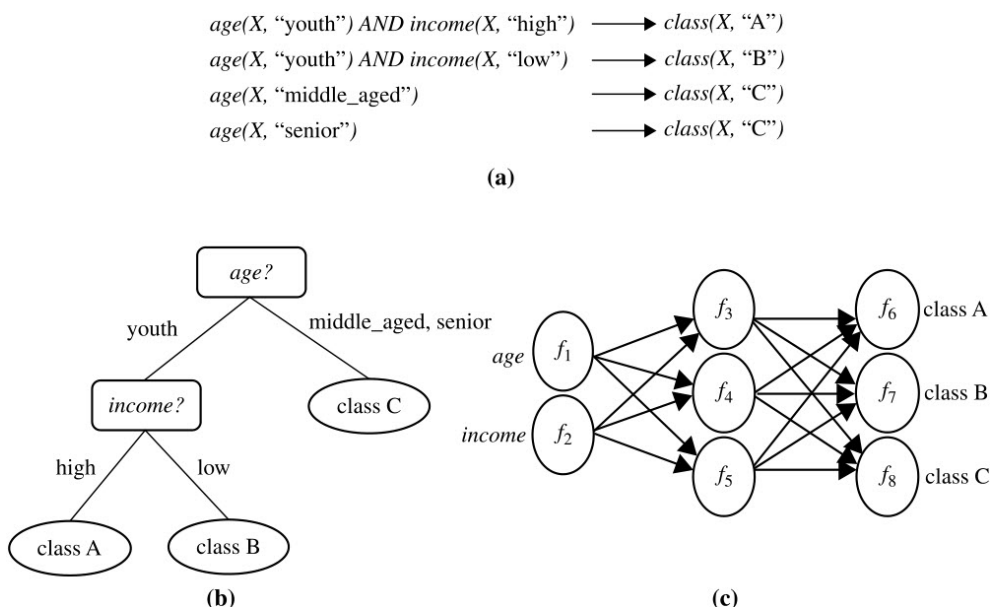 age(X, “youth”) AND income(X, “high”) class(X, “A”)
age(X, “youth”) AND income(X, “low”) class(X, “B”)
age(X, “middle_aged”) class(X, “C”)
age(X, “senior”) class(X, “C”)
(a)
age?
youth
middle_aged, senior
income?
class C
high
low
class A
class B
(b)
age
income
f1
f2
f3
f4
f5
f6
f7
f8
class A
class B
class C
(c)